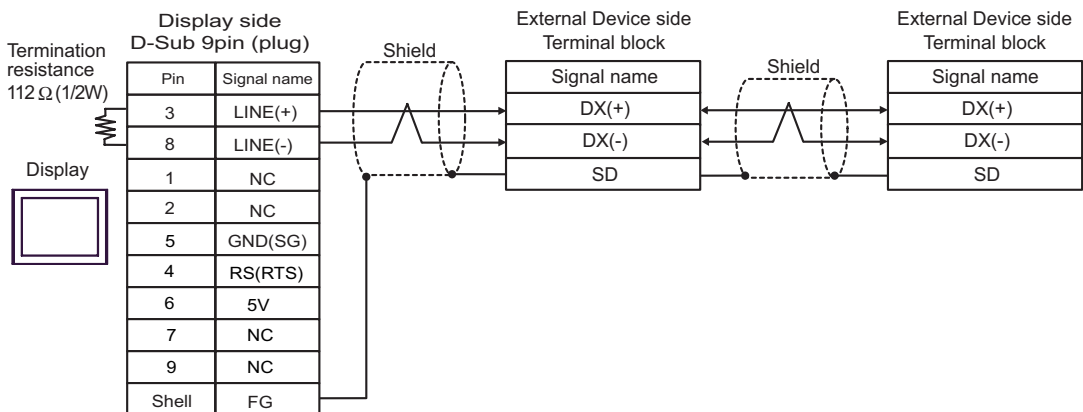 Display side
D-Sub 9pin (plug)
Termination
resistance
112 Ω (1/2W)
Display
Pin Signal name
3 LINE(+)
8 LINE(-)
1 NC
2 NC
5 GND(SG)
4 RS(RTS)
6 5V
7 NC
9 NC
Shell FG
Shield
External Device side
Terminal block
Signal name
DX(+)
DX(-)
SD
Shield
External Device side
Terminal block
Signal name
DX(+)
DX(-)
SD